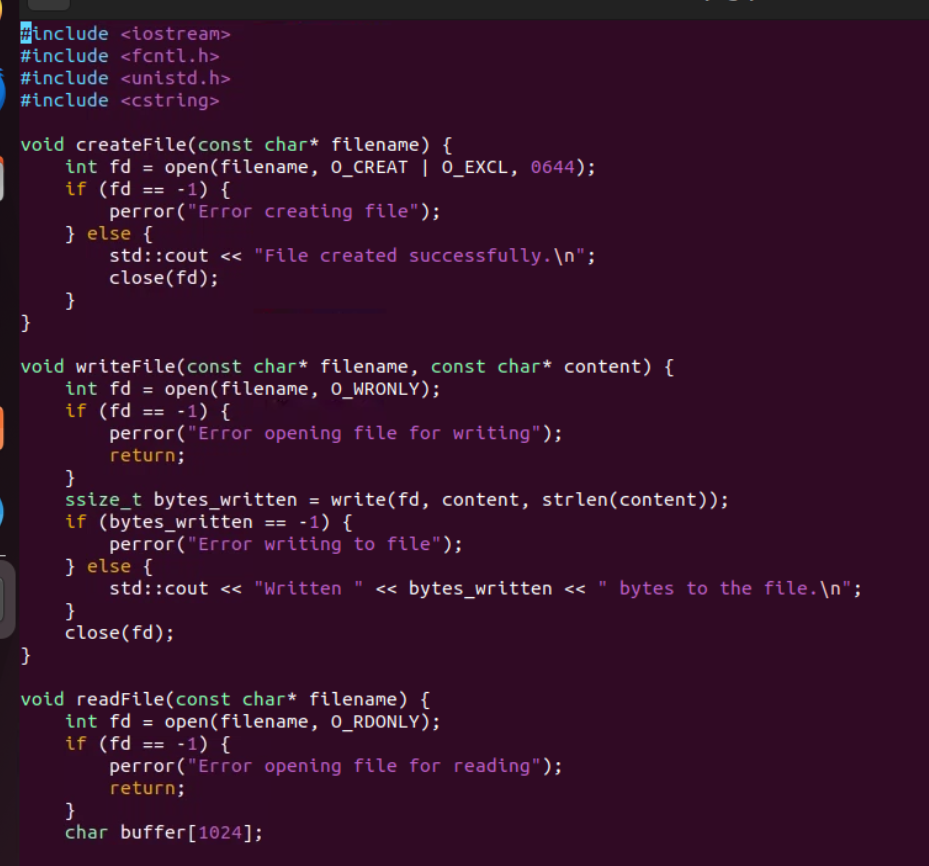 #include <iostream>
#include <fcntl.h>
#include <unistd.h>
#include <cstring>

void createFile(const char* filename) {
    int fd = open(filename, O_CREAT | O_EXCL, 0644);
    if (fd == -1) {
        perror("Error creating file");
    } else {
        std::cout << "File created successfully.\n";
        close(fd);
    }
}

void writeFile(const char* filename, const char* content) {
    int fd = open(filename, O_WRONLY);
    if (fd == -1) {
        perror("Error opening file for writing");
        return;
    }
    ssize_t bytes_written = write(fd, content, strlen(content));
    if (bytes_written == -1) {
        perror("Error writing to file");
    } else {
        std::cout << "Written " << bytes_written << " bytes to the file.\n";
    }
    close(fd);
}

void readFile(const char* filename) {
    int fd = open(filename, O_RDONLY);
    if (fd == -1) {
        perror("Error opening file for reading");
        return;
    }
    char buffer[1024];